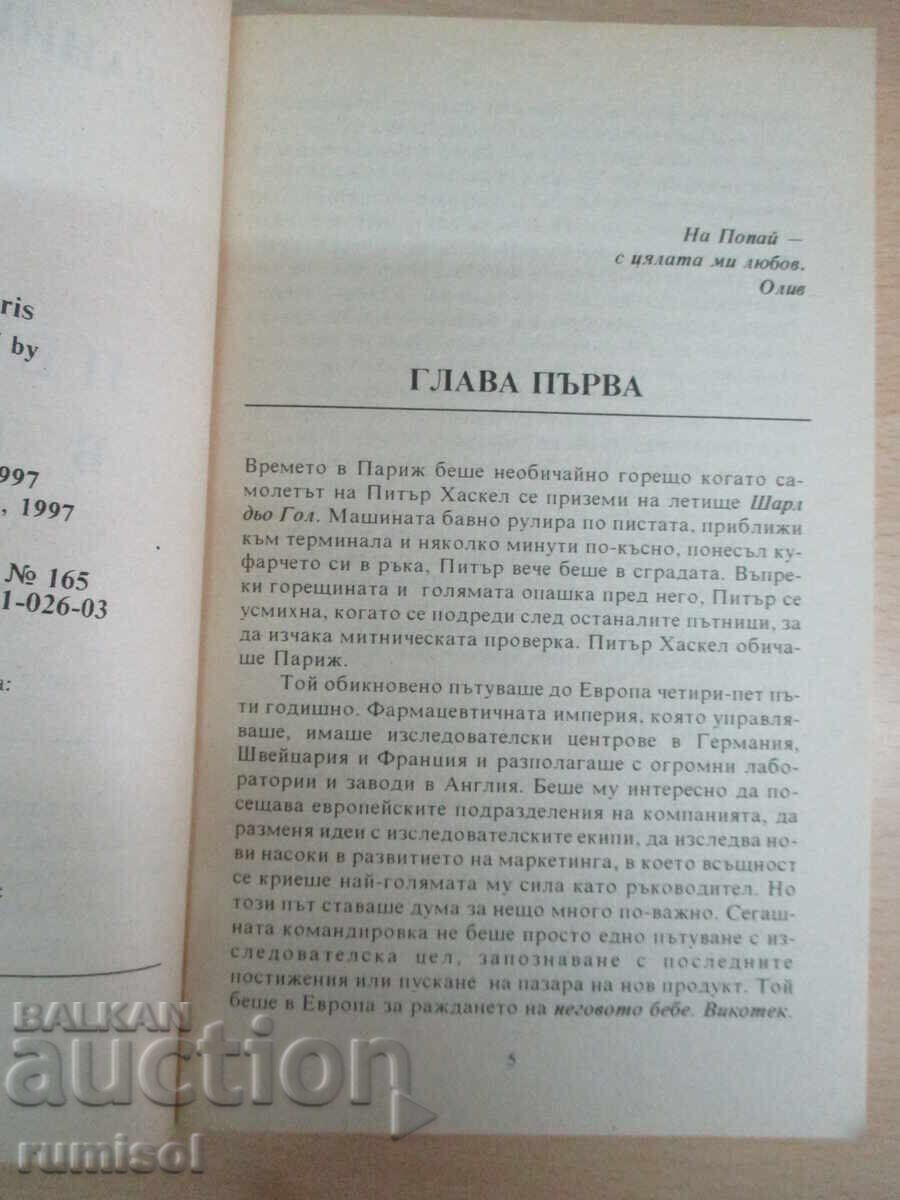 ris
by
997
, 1997
№ 165
1-026-03
а:
:
На Попай —
с цялата ми любов.
Олив
ГЛАВА ПЪРВА
Времето в Париж беше необичайно горещо когато са-
молетът на Питър Хаскел се приземи на летище Шарл
дьо Гол. Машината бавно рулира по пистата, приближи
към терминала и няколко минути по-късно, понесъл ку-
фарчето си в ръка, Питър вече беше в сградата. Въпре-
ки горещината и голямата опашка пред него, Питър се
усмихна, когато се подреди след останалите пътници, за
да изчака митническата проверка. Питър Хаскел обича-
ше Париж.
Той обикновено пътуваше до Европа четири-пет пъ-
ти годишно. Фармацевтичната империя, която управля-
ваше, имаше изследователски центрове в Германия,
Швейцария и Франция и разполагаше с огромни лабо-
ратории и заводи в Англия. Беше му интересно да по-
сещава европейските подразделения на компанията, да
разменя идеи с изследователските екипи, да изследва но-
ви насоки в развитието на маркетинга, в което всъщност
се криеше най-голямата му сила като ръководител. Но
този път ставаше дума за нещо много по-важно. Сегаш-
ната командировка не беше просто едно пътуване с из-
следователска цел, запознаване с последните
постижения или пускане на пазара на нов продукт. Той
беше в Европа за раждането на неговото бебе. Викотек.
5
BALKAN
auction
rumisol